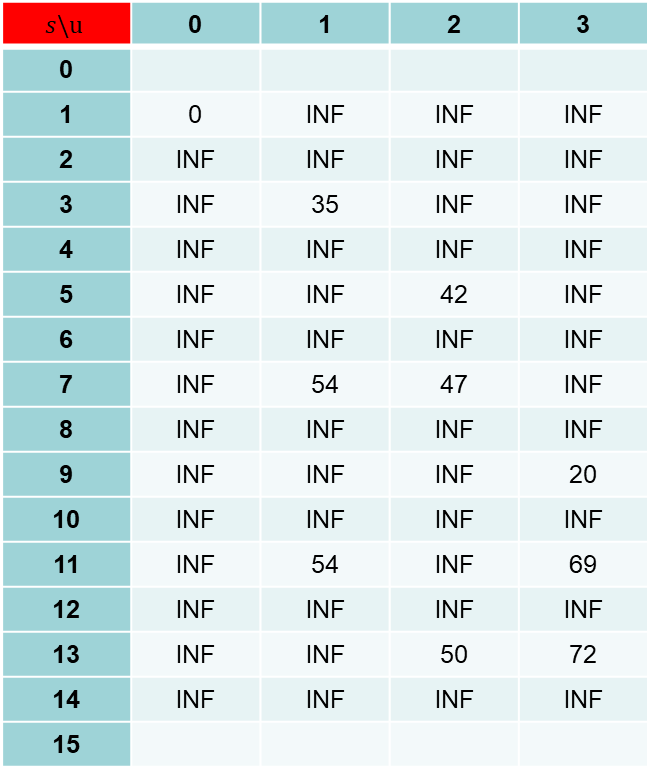 s\u 0 1 2 3
0
1 0 INF INF INF
2 INF INF INF INF
3 INF 35 INF INF
4 INF INF INF INF
5 INF INF 42 INF
6 INF INF INF INF
7 INF 54 47 INF
8 INF INF INF INF
9 INF INF INF 20
10 INF INF INF INF
11 INF 54 INF 69
12 INF INF INF INF
13 INF INF 50 72
14 INF INF INF INF
15